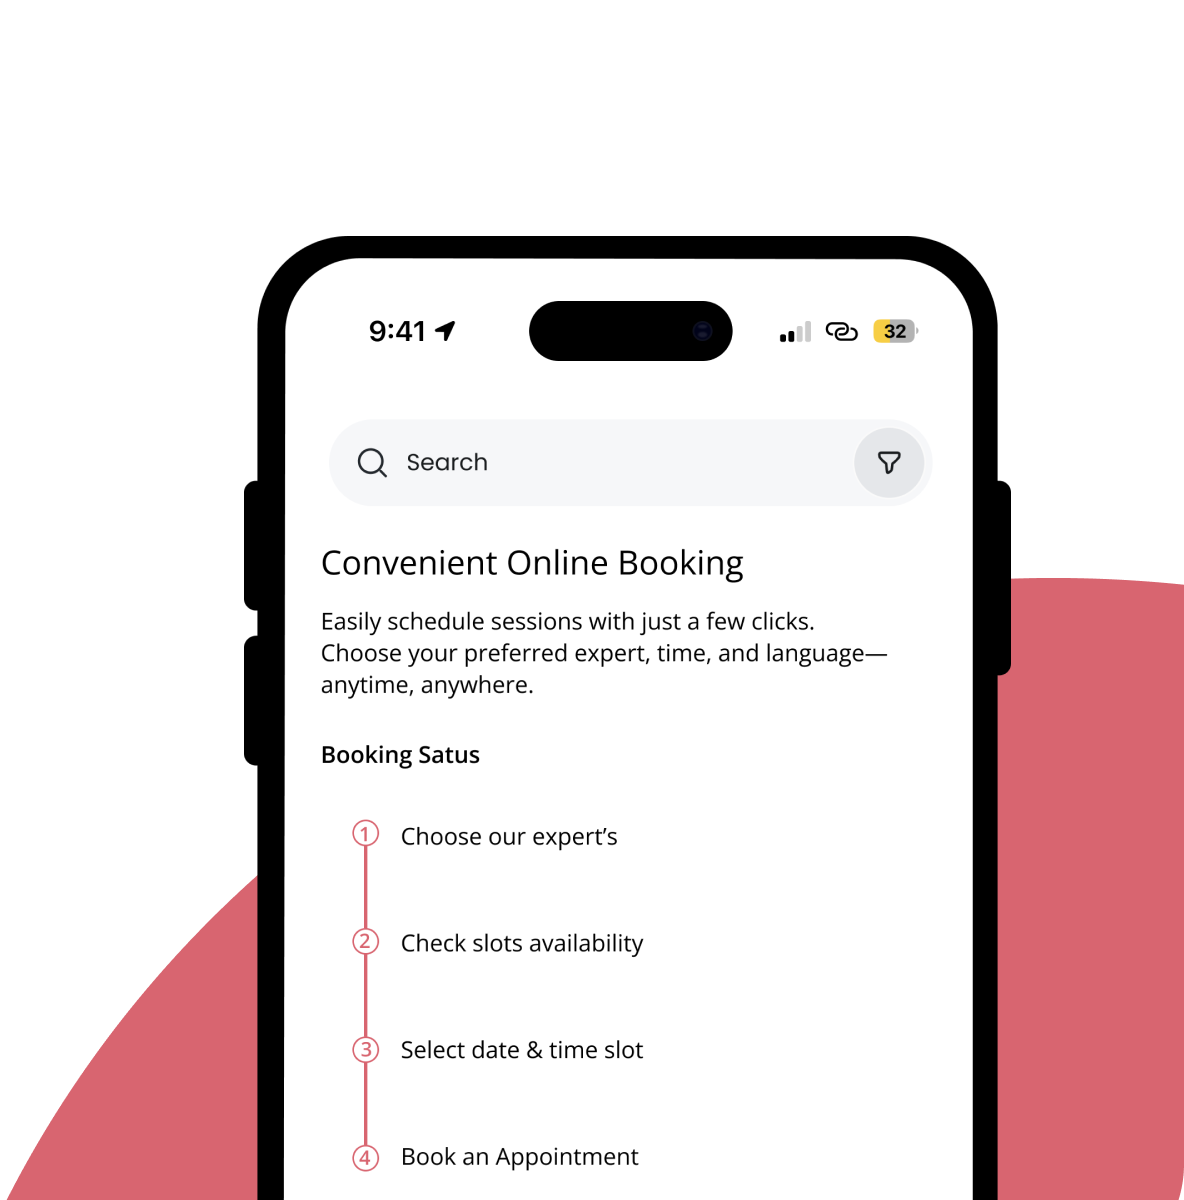 9:41
32
Search
Convenient Online Booking
Easily schedule sessions with just a few clicks.
Choose your preferred expert, time, and language—
anytime, anywhere.
Booking Satus
1 Choose our expert’s
2 Check slots availability
3 Select date & time slot
4 Book an Appointment